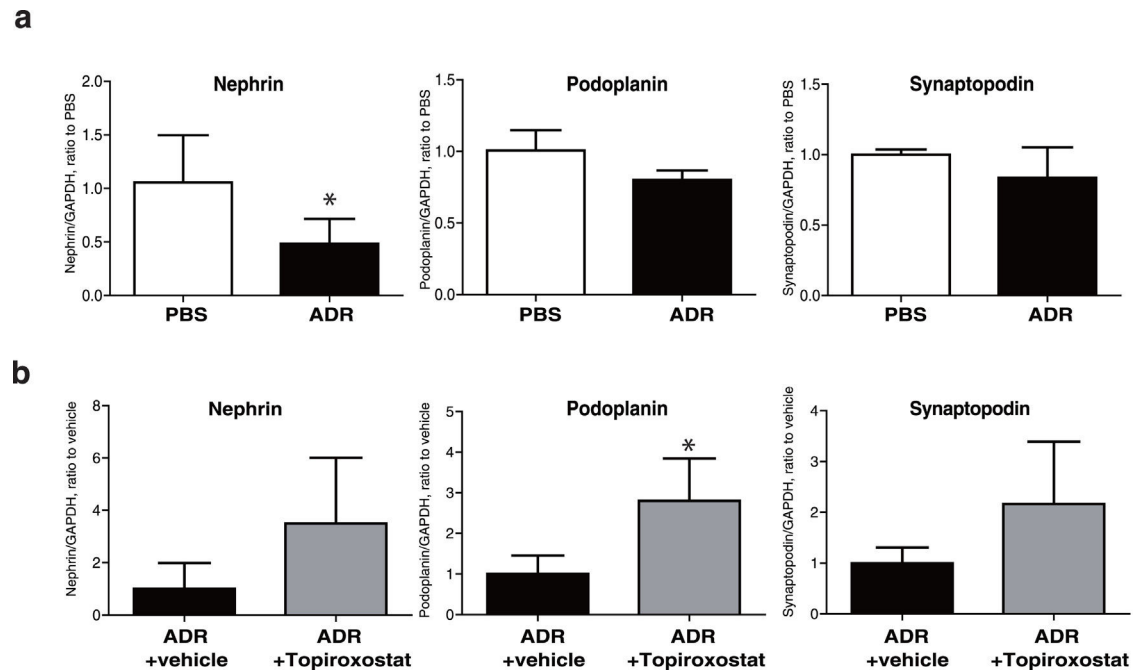 a
Nephrin
Nephrin/GAPDH, ratio to PBS
2.0
1.5
1.0
0.5
0.0
*
PBS ADR
Podoplanin
Podoplanin/GAPDH, ratio to PBS
1.5
1.0
0.5
0.0
PBS ADR
Synaptopodin
Synaptopodin/GAPDH, ratio to PBS
1.5
1.0
0.5
0.0
PBS ADR
b
Nephrin
Nephrin/GAPDH, ratio to vehicle
8
6
4
2
0
ADR ADR
+vehicle +Topiroxostat
Podoplanin
Podoplanin/GAPDH, ratio to vehicle
5
4
3
2
1
0
*
ADR ADR
+vehicle +Topiroxostat
Synaptopodin
Synaptopodin/GAPDH, ratio to vehicle
4
3
2
1
0
ADR ADR
+vehicle +Topiroxostat